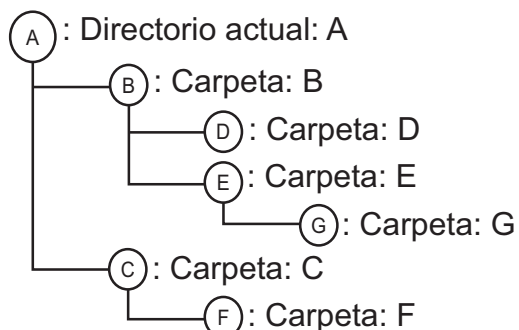 A : Directorio actual: A
B : Carpeta: B
D : Carpeta: D
E : Carpeta: E
G : Carpeta: G
C : Carpeta: C
F : Carpeta: F